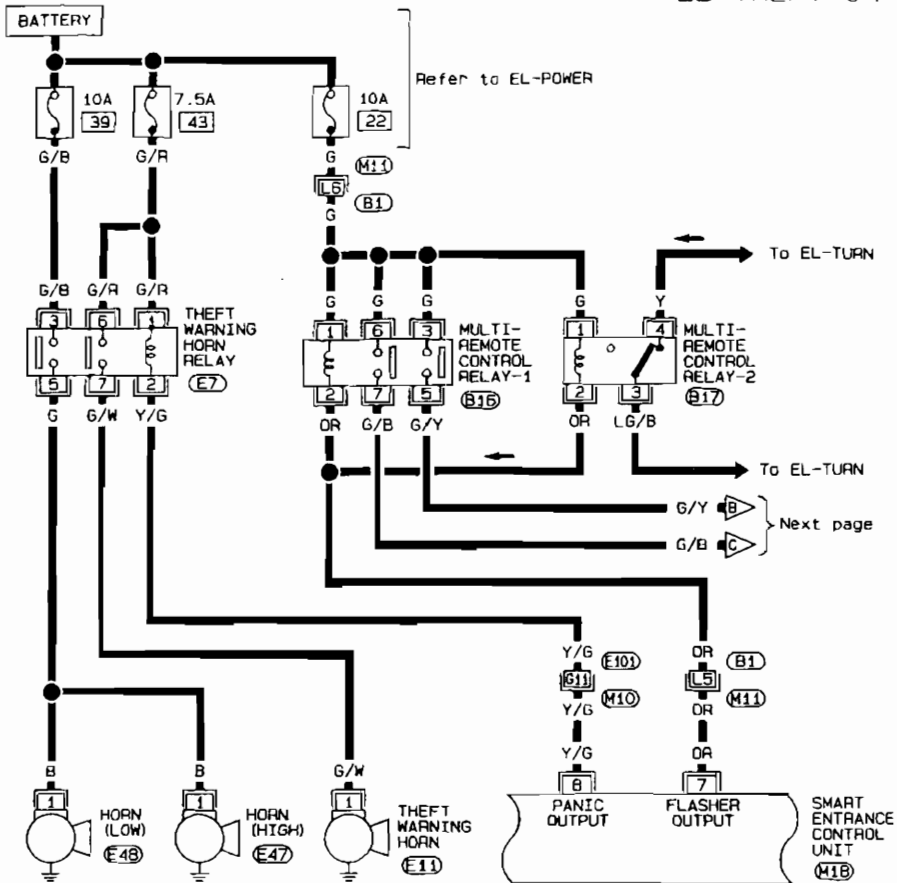 BATTERY
Refer to EL-POWER
10A
39
7.5A
43
10A
22
G/B
G/R
G
M11
L6
B1
G
To EL-TURN
G/B
G/R
G/R
G
G
G
G
Y
3
6
1
THEFT
WARNING
HORN
RELAY
E7
1
6
3
MULTI-
REMOTE
CONTROL
RELAY-1
B16
1
4
MULTI-
REMOTE
CONTROL
RELAY-2
B17
5
7
2
2
7
5
2
3
G
G/W
Y/G
OR
G/B
G/Y
OR
LG/B
To EL-TURN
G/Y
B
G/B
C
Next page
Y/G
E101
G11
M10
Y/G
Y/G
OR
B1
L5
M11
OR
OR
B
B
G/W
1
1
1
8
7
HORN
(LOW)
E48
HORN
(HIGH)
E47
THEFT
WARNING
HORN
E11
PANIC
OUTPUT
FLASHER
OUTPUT
SMART
ENTRANCE
CONTROL
UNIT
M18